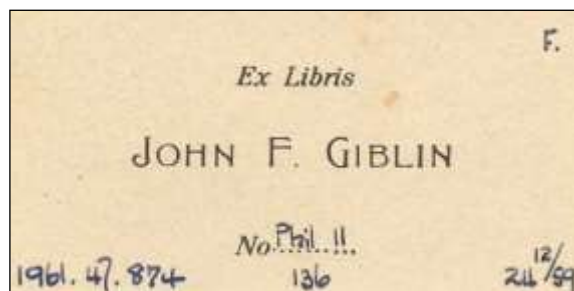 F.
Ex Libris
JOHN F. GIBLIN
No Phil 11.
136
1961.47.874
24 12/59